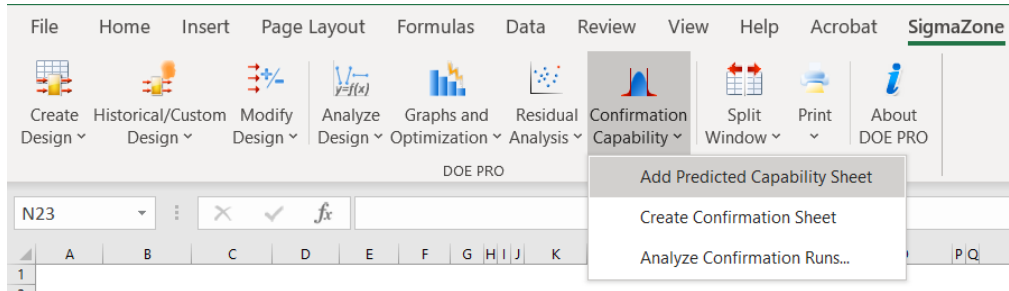 File Home Insert Page Layout Formulas Data Review View Help Acrobat SigmaZone
y=f(x)
Create Historical/Custom Modify Analyze Graphs and Residual Confirmation Split Print About
Design Design Design Design Optimization Analysis Capability Window DOE PRO
DOE PRO
Add Predicted Capability Sheet
N23 fx
Create Confirmation Sheet
A B C D E F G H I J K P Q
Analyze Confirmation Runs...
1